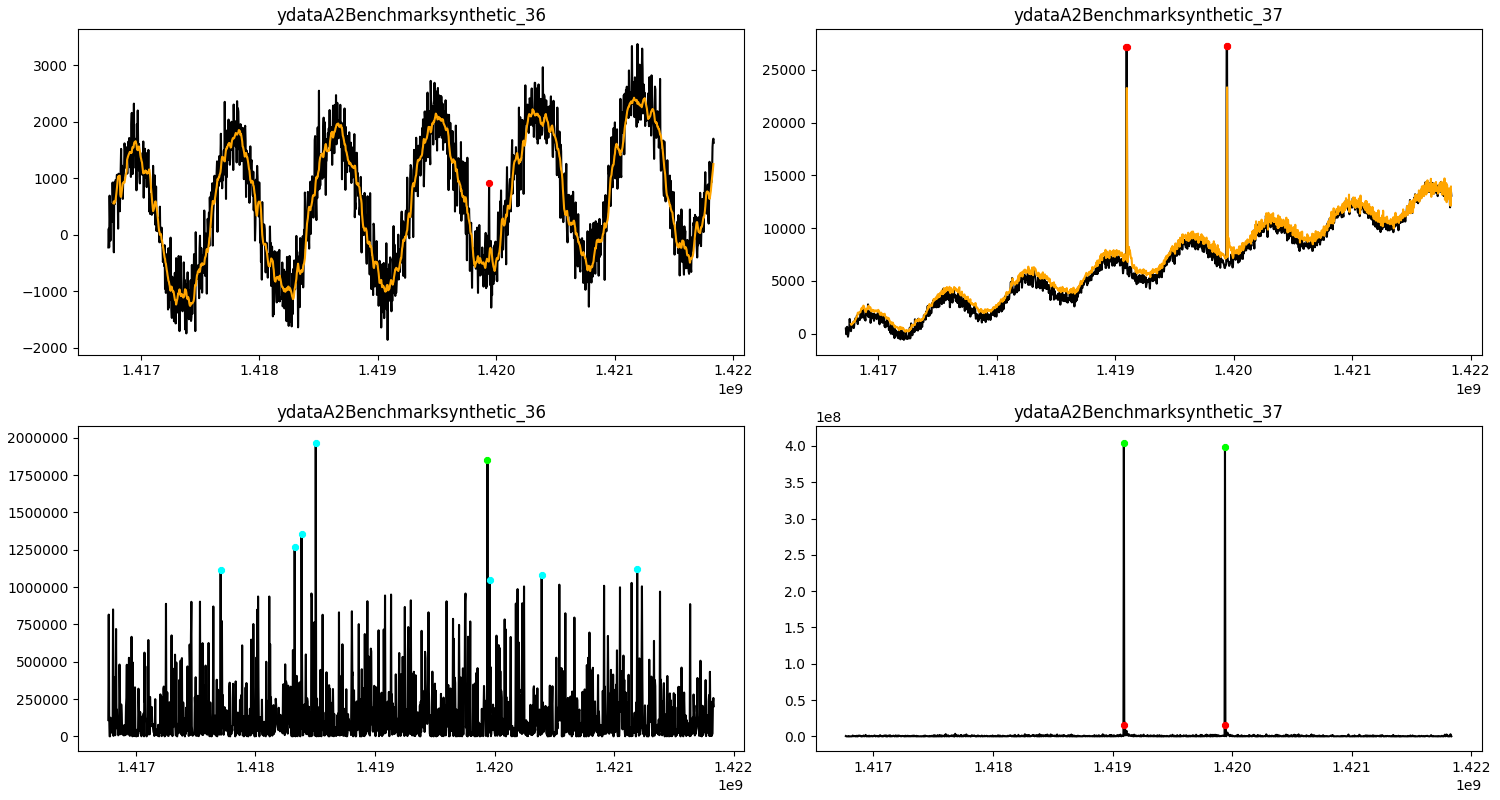 ydataA2Benchmarksynthetic_36
3000
2000
1000
0
−1000
−2000
1.417 1.418 1.419 1.420 1.421 1.422
1e9
ydataA2Benchmarksynthetic_37
25000
20000
15000
10000
5000
0
1.417 1.418 1.419 1.420 1.421 1.422
1e9
ydataA2Benchmarksynthetic_36
2000000
1750000
1500000
1250000
1000000
750000
500000
250000
0
1.417 1.418 1.419 1.420 1.421 1.422
1e9
ydataA2Benchmarksynthetic_37
1e8
4.0
3.5
3.0
2.5
2.0
1.5
1.0
0.5
0.0
1.417 1.418 1.419 1.420 1.421 1.422
1e9